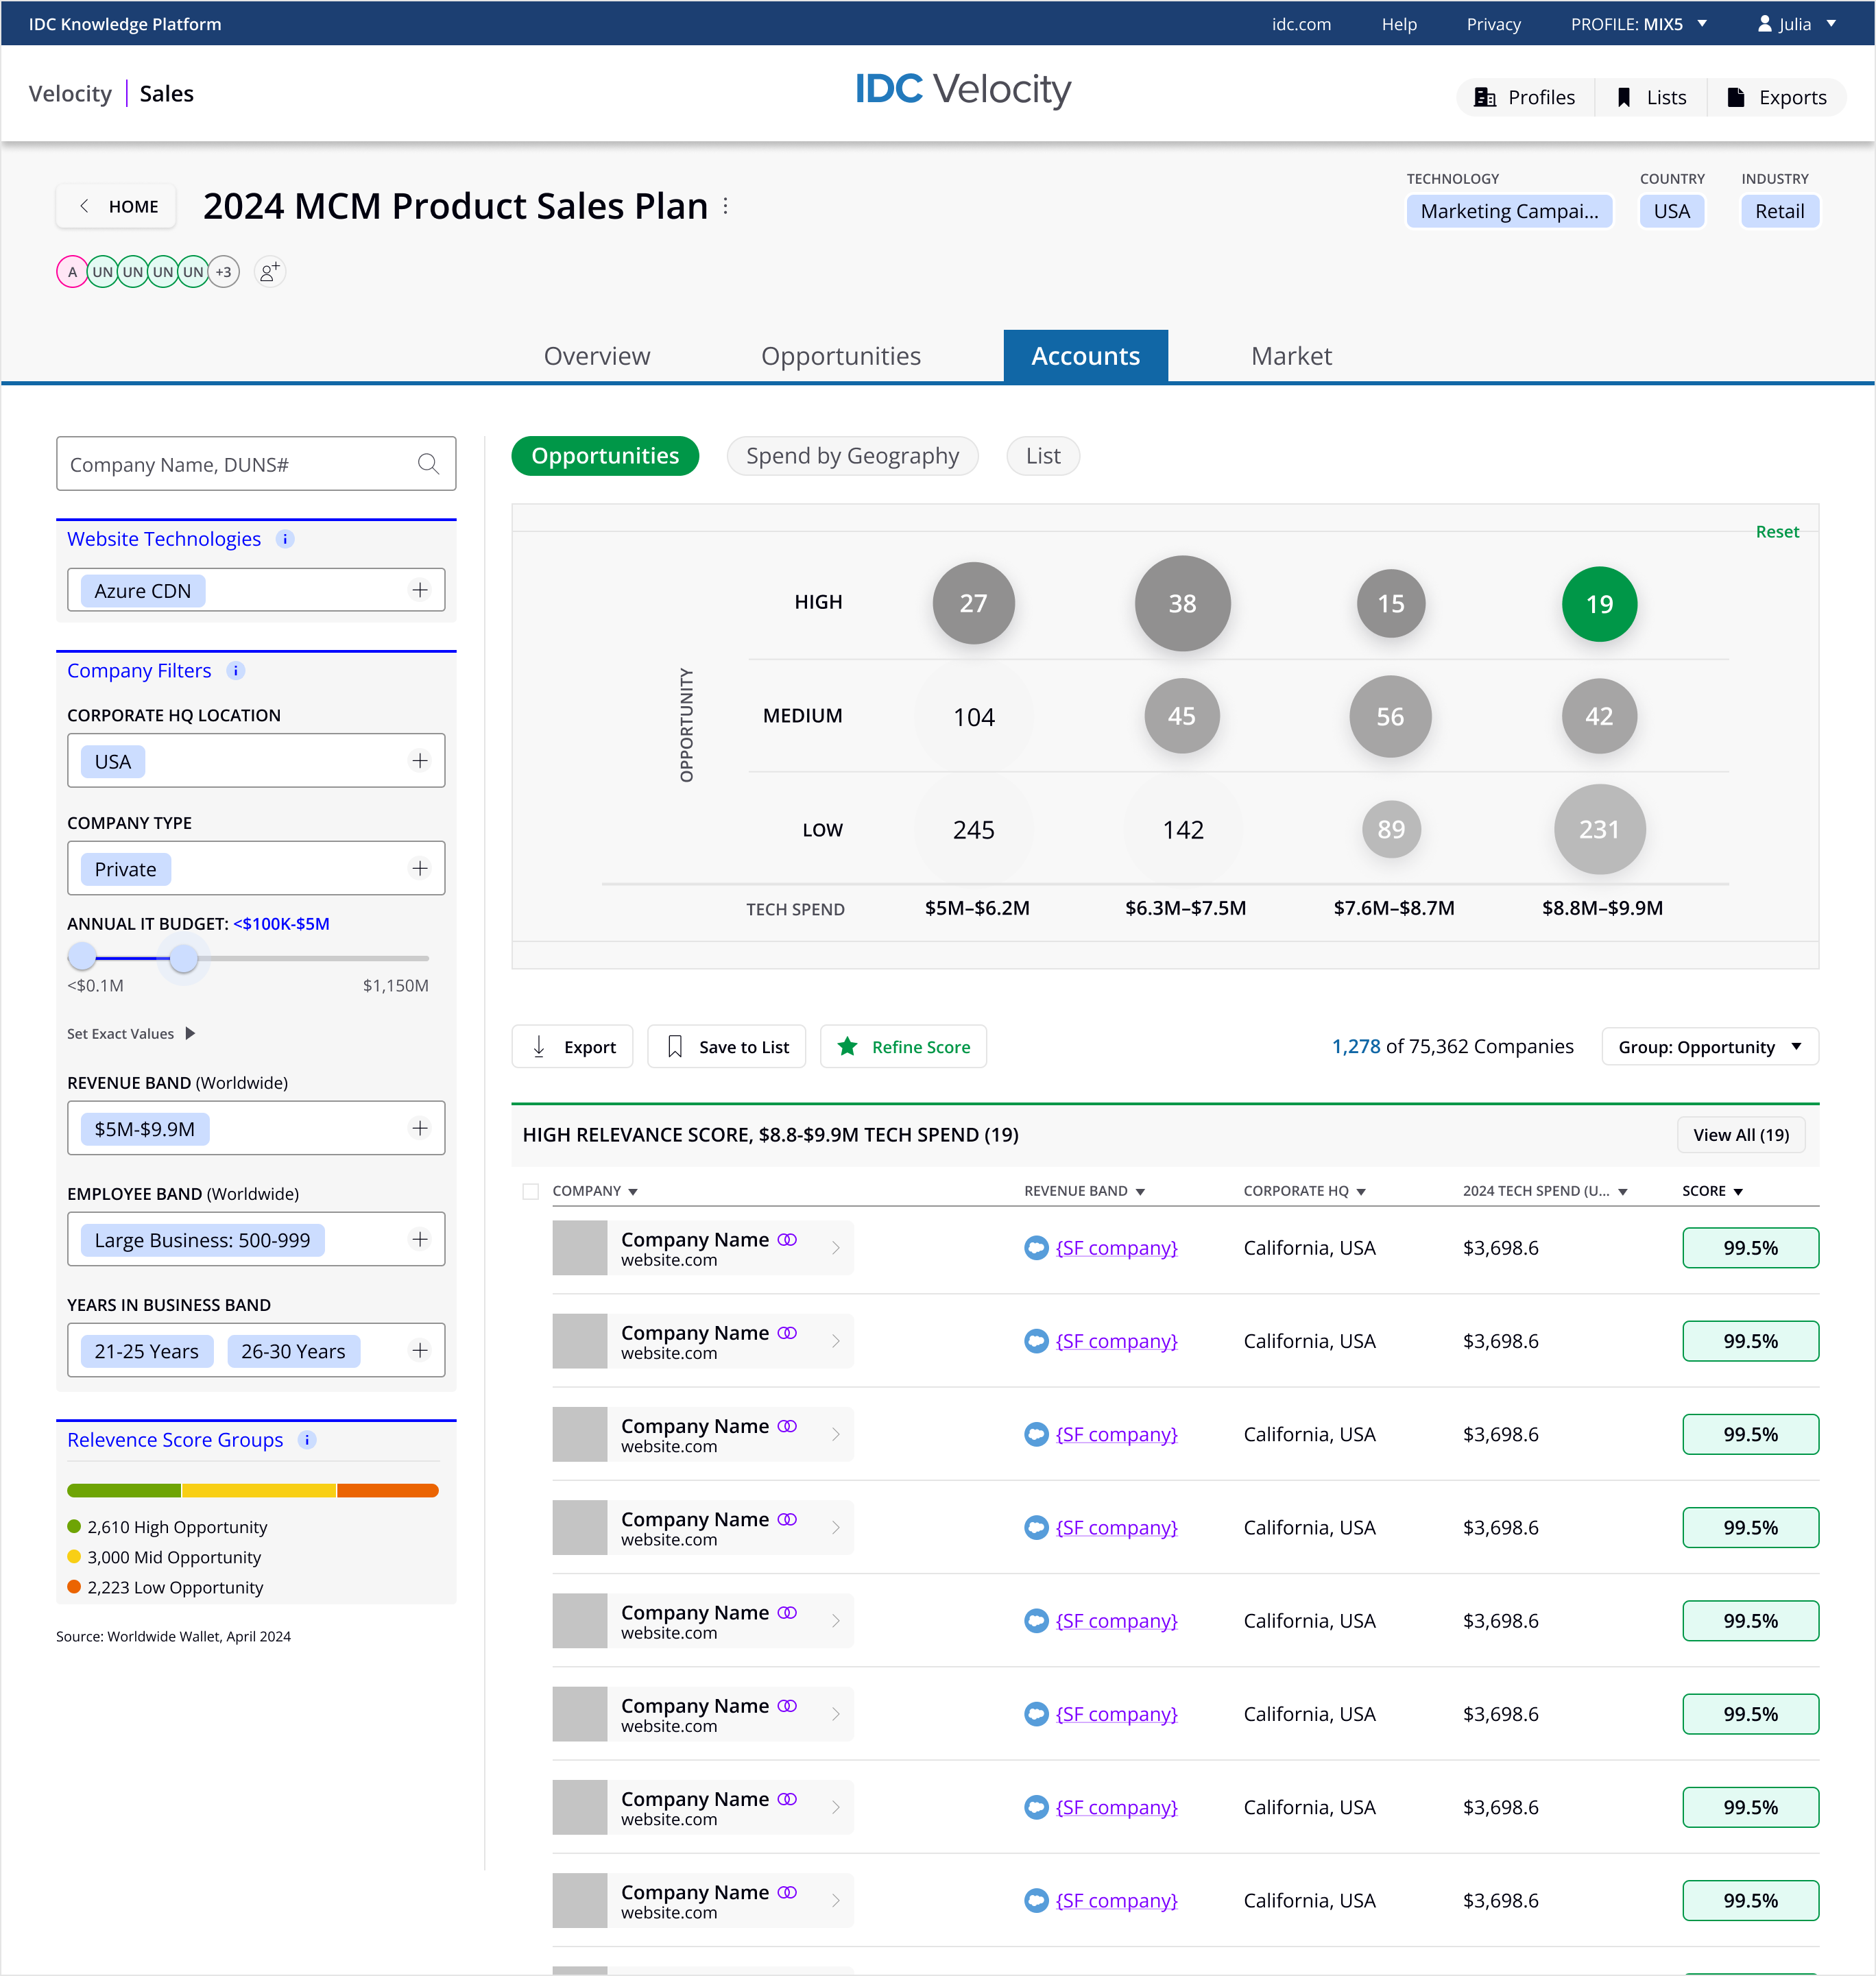 IDC Knowledge Platform
idc.com Help Privacy PROFILE: MIX5 Julia
Velocity | Sales
IDC Velocity
Profiles Lists Exports
HOME
2024 MCM Product Sales Plan
TECHNOLOGY COUNTRY INDUSTRY
Marketing Campai... USA Retail
A UN UN UN UN +3
Overview Opportunities Accounts Market
Company Name, DUNS#
Website Technologies i
Azure CDN
Company Filters i
CORPORATE HQ LOCATION
USA
COMPANY TYPE
Private
ANNUAL IT BUDGET: <$100K-$5M
<$0.1M $1,150M
Set Exact Values
REVENUE BAND (Worldwide)
$5M-$9.9M
EMPLOYEE BAND (Worldwide)
Large Business: 500-999
YEARS IN BUSINESS BAND
21-25 Years 26-30 Years
Relevence Score Groups i
2,610 High Opportunity
3,000 Mid Opportunity
2,223 Low Opportunity
Source: Worldwide Wallet, April 2024
Opportunities Spend by Geography List
Reset
OPPORTUNITY
HIGH 27 38 15 19
MEDIUM 104 45 56 42
LOW 245 142 89 231
TECH SPEND $5M–$6.2M $6.3M–$7.5M $7.6M–$8.7M $8.8M–$9.9M
Export Save to List Refine Score
1,278 of 75,362 Companies
Group: Opportunity
HIGH RELEVANCE SCORE, $8.8-$9.9M TECH SPEND (19)
View All (19)
COMPANY REVENUE BAND CORPORATE HQ 2024 TECH SPEND (U... SCORE
Company Name {SF company} California, USA $3,698.6 99.5%
website.com
Company Name {SF company} California, USA $3,698.6 99.5%
website.com
Company Name {SF company} California, USA $3,698.6 99.5%
website.com
Company Name {SF company} California, USA $3,698.6 99.5%
website.com
Company Name {SF company} California, USA $3,698.6 99.5%
website.com
Company Name {SF company} California, USA $3,698.6 99.5%
website.com
Company Name {SF company} California, USA $3,698.6 99.5%
website.com
Company Name {SF company} California, USA $3,698.6 99.5%
website.com